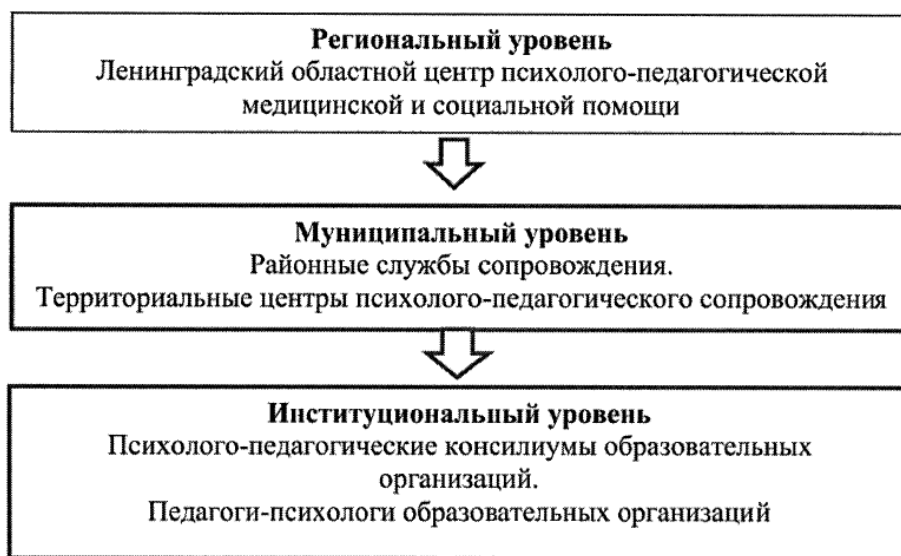 Региональный уровень
Ленинградский областной центр психолого-педагогической
медицинской и социальной помощи
Муниципальный уровень
Районные службы сопровождения.
Территориальные центры психолого-педагогического сопровождения
Институциональный уровень
Психолого-педагогические консилиумы образовательных
организаций.
Педагоги-психологи образовательных организаций